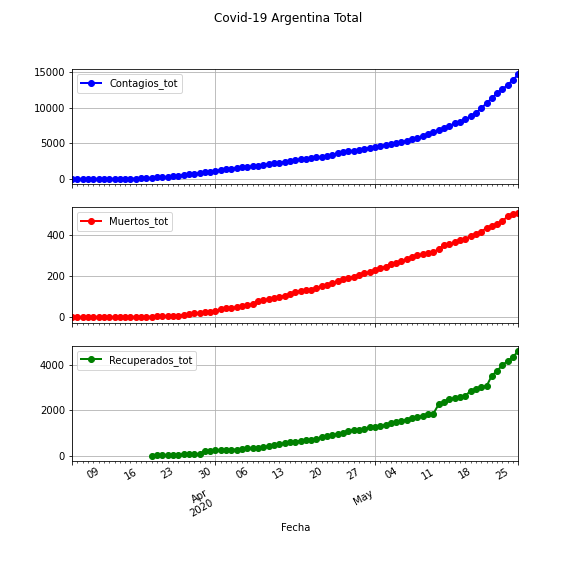 Covid-19 Argentina Total
15000
10000
5000
0
Contagios_tot
400
200
0
Muertos_tot
4000
2000
0
Recuperados_tot
09 16 23 30 06 13 20 27 04 11 18 25
Apr May
2020
Fecha